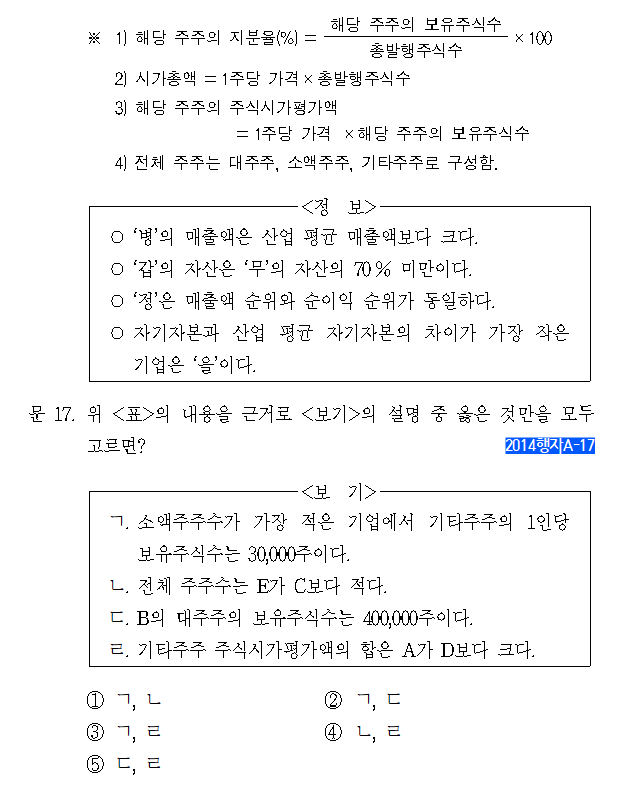 ※ 1) 해당 주주의 지분율(%) = 해당 주주의 보유주식수 / 총발행주식수 × 100
2) 시가총액 = 1주당 가격 × 총발행주식수
3) 해당 주주의 주식시가평가액
= 1주당 가격 × 해당 주주의 보유주식수
4) 전체 주주는 대주주, 소액주주, 기타주주로 구성함.
<정 보>
○ ‘병’의 매출액은 산업 평균 매출액보다 크다.
○ ‘갑’의 자산은 ‘무’의 자산의 70 % 미만이다.
○ ‘정’은 매출액 순위와 순이익 순위가 동일하다.
○ 자기자본과 산업 평균 자기자본의 차이가 가장 작은
기업은 ‘을’이다.
문 17. 위 <표>의 내용을 근거로 <보기>의 설명 중 옳은 것만을 모두
고르면?
2014행자A-17
<보 기>
ㄱ. 소액주주수가 가장 적은 기업에서 기타주주의 1인당
보유주식수는 30,000주이다.
ㄴ. 전체 주주수는 E가 C보다 적다.
ㄷ. B의 대주주의 보유주식수는 400,000주이다.
ㄹ. 기타주주 주식시가평가액의 합은 A가 D보다 크다.
① ㄱ, ㄴ ② ㄱ, ㄷ
③ ㄱ, ㄹ ④ ㄴ, ㄹ
⑤ ㄷ, ㄹ